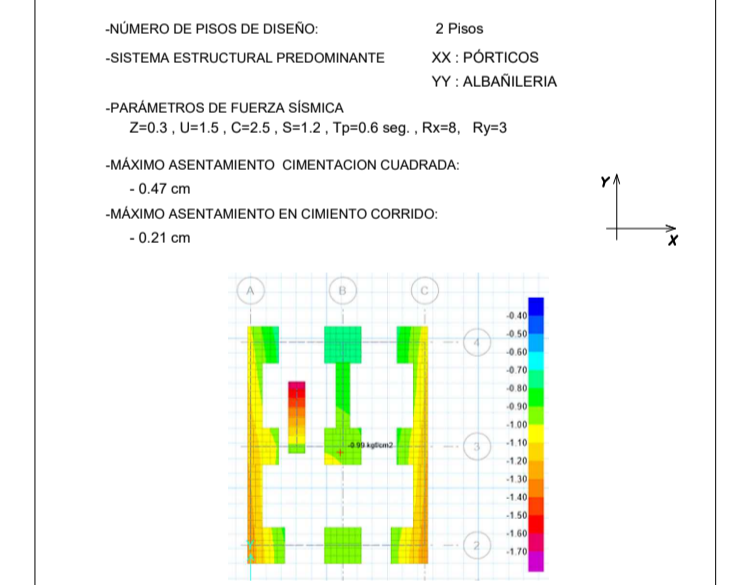 -NÚMERO DE PISOS DE DISEÑO: 2 Pisos
-SISTEMA ESTRUCTURAL PREDOMINANTE XX : PÓRTICOS
YY : ALBAÑILERIA
-PARÁMETROS DE FUERZA SÍSMICA
Z=0.3 , U=1.5 , C=2.5 , S=1.2 , Tp=0.6 seg. , Rx=8, Ry=3
-MÁXIMO ASENTAMIENTO CIMENTACION CUADRADA:
- 0.47 cm
-MÁXIMO ASENTAMIENTO EN CIMIENTO CORRIDO:
- 0.21 cm
Y
X
A B C
4
3
2
-0.99 kgf/cm2
-0.40
-0.50
-0.60
-0.70
-0.80
-0.90
-1.00
-1.10
-1.20
-1.30
-1.40
-1.50
-1.60
-1.70